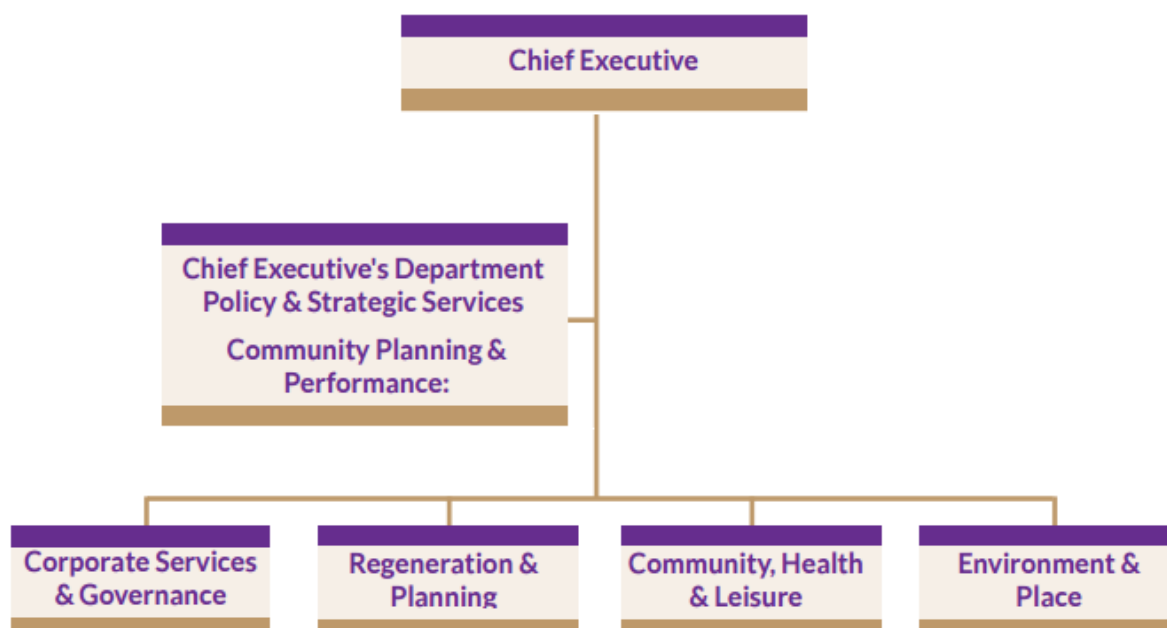 Chief Executive
Chief Executive's Department
Policy & Strategic Services
Community Planning &
Performance:
Corporate Services
& Governance
Regeneration &
Planning
Community, Health
& Leisure
Environment &
Place